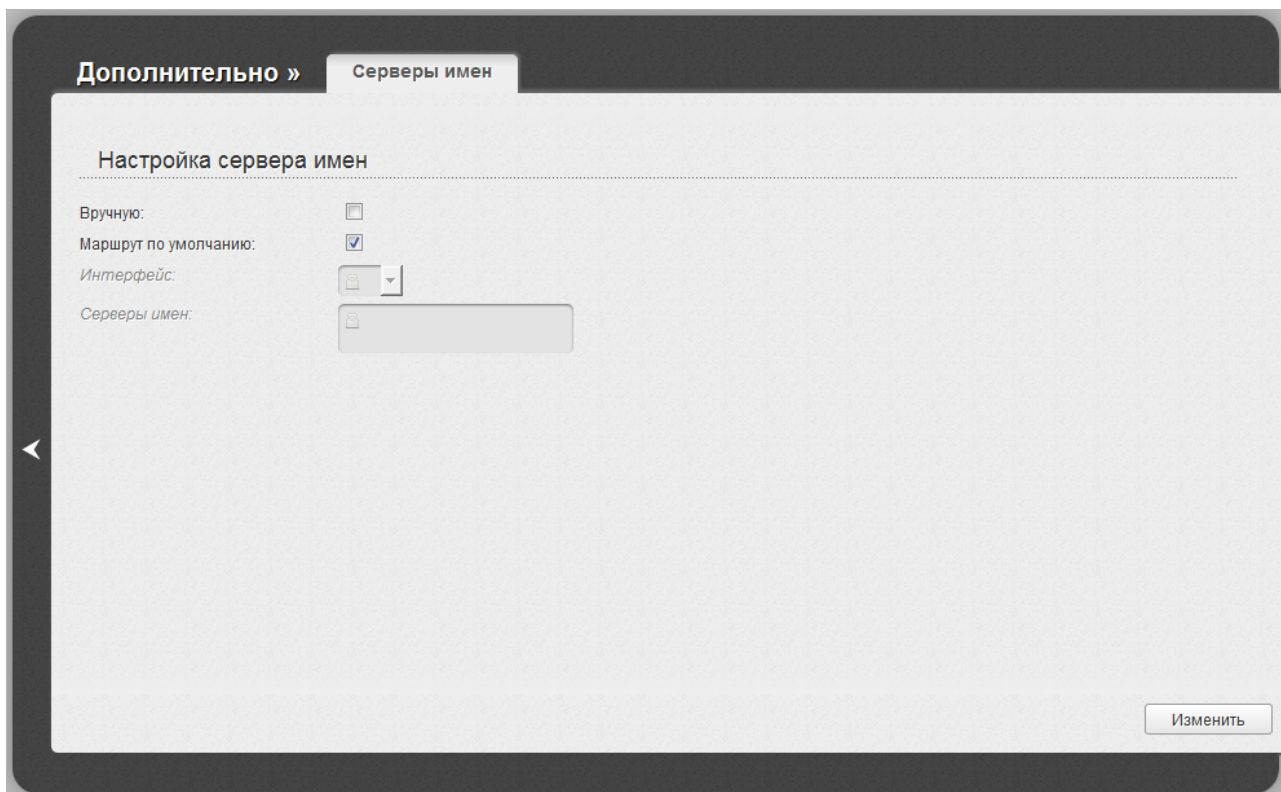 Дополнительно »
Серверы имен
Настройка сервера имен
Вручную:
Маршрут по умолчанию:
Интерфейс:
Серверы имен:
Изменить